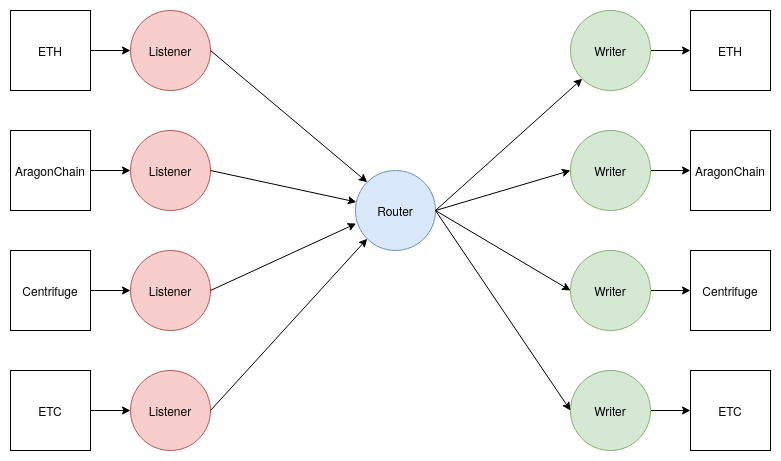 ETH
Listener
Writer
ETH
AragonChain
Listener
Writer
AragonChain
Router
Centrifuge
Listener
Writer
Centrifuge
ETC
Listener
Writer
ETC